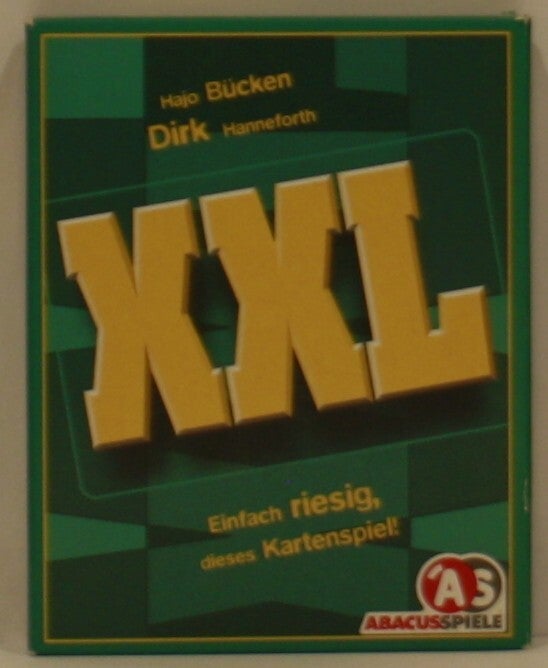 Hajo Bücken
Dirk Hanneforth
XXL
Einfach riesig,
dieses Kartenspiel!
AS
ABACUSSPIELE